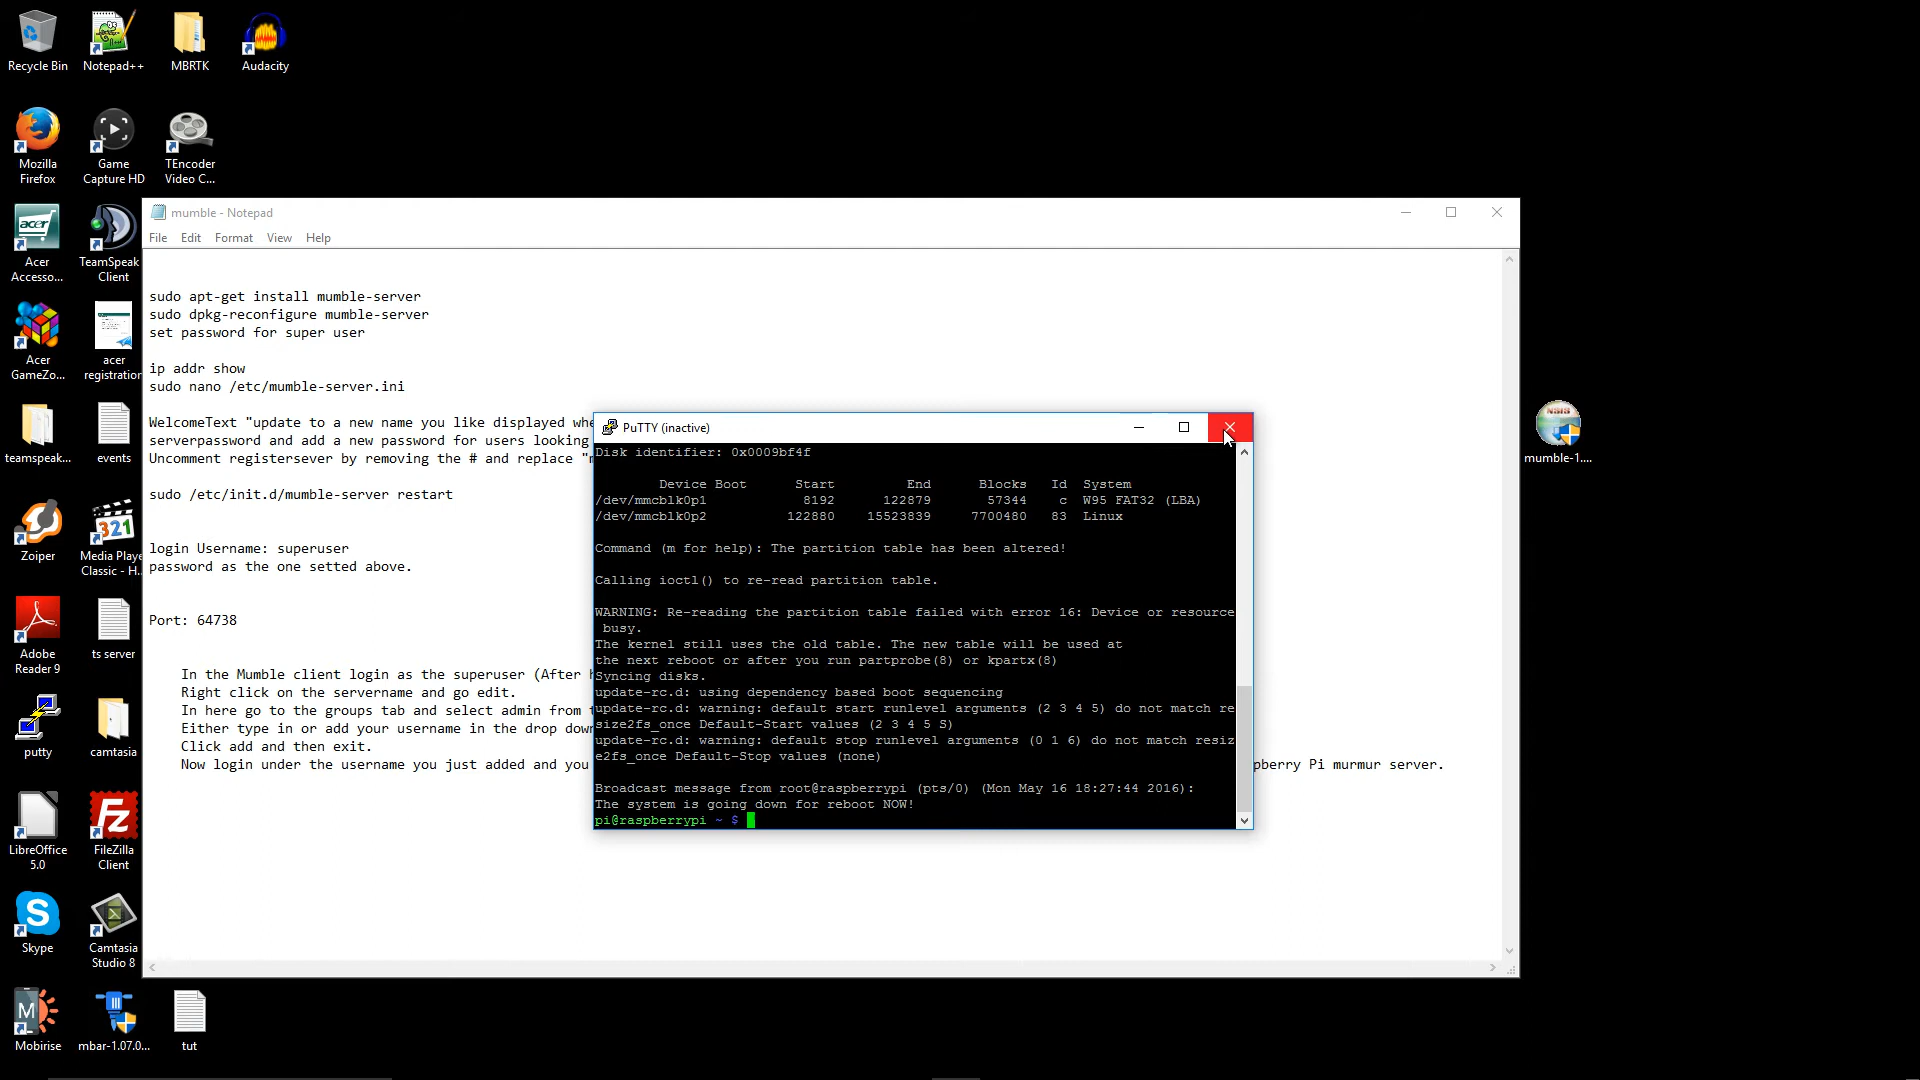 Recycle Bin
Notepad++
MBRTK
Audacity
Mozilla
Firefox
Game
Capture HD
TEncoder
Video C...
Acer
Accesso...
TeamSpeak
Client
Acer
GameZo...
acer
registration
teamspeak...
events
Zoiper
Media Playe
Classic - H.
Adobe
Reader 9
ts server
putty
camtasia
LibreOffice
5.0
FileZilla
Client
Skype
Camtasia
Studio 8
Mobirise
mbar-1.07.0...
tut
mumble-1....
mumble - Notepad
File Edit Format View Help
sudo apt-get install mumble-server
sudo dpkg-reconfigure mumble-server
set password for super user
ip addr show
sudo nano /etc/mumble-server.ini
WelcomeText "update to a new name you like displayed whe
serverpassword and add a new password for users looking
Uncomment registersever by removing the # and replace "m
sudo /etc/init.d/mumble-server restart
login Username: superuser
password as the one setted above.
Port: 64738
In the Mumble client login as the superuser (After h
Right click on the servername and go edit.
In here go to the groups tab and select admin from t
Either type in or add your username in the drop down
Click add and then exit.
Now login under the username you just added and you
pberry Pi murmur server.
PuTTY (inactive)
Disk identifier: 0x0009bf4f
Device Boot Start End Blocks Id System
/dev/mmcblk0p1 8192 122879 57344 c W95 FAT32 (LBA)
/dev/mmcblk0p2 122880 15523839 7700480 83 Linux
Command (m for help): The partition table has been altered!
Calling ioctl() to re-read partition table.
WARNING: Re-reading the partition table failed with error 16: Device or resource
busy.
The kernel still uses the old table. The new table will be used at
the next reboot or after you run partprobe(8) or kpartx(8)
Syncing disks.
update-rc.d: using dependency based boot sequencing
update-rc.d: warning: default start runlevel arguments (2 3 4 5) do not match re
size2fs_once Default-Start values (2 3 4 5 S)
update-rc.d: warning: default stop runlevel arguments (0 1 6) do not match resiz
e2fs_once Default-Stop values (none)
Broadcast message from root@raspberrypi (pts/0) (Mon May 16 18:27:44 2016):
The system is going down for reboot NOW!
pi@raspberrypi ~ $